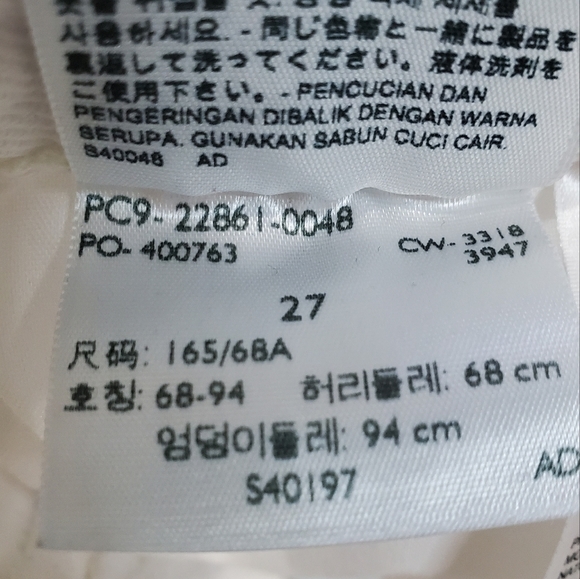 사용하세요. - 同じ色物と一緒に製品を
裏返して洗ってください。液体洗剤を
ご使用下さい。- PENCUCIAN DAN
PENGERINGAN DIBALIK DENGAN WARNA
SERUPA. GUNAKAN SABUN CUCI CAIR.
S40048 AD
PC9- 22861-0048
PO- 400763
CW- 3318
3947
27
尺码: 165/68A
호칭: 68-94 허리둘레: 68 cm
엉덩이둘레: 94 cm
S40197
AD